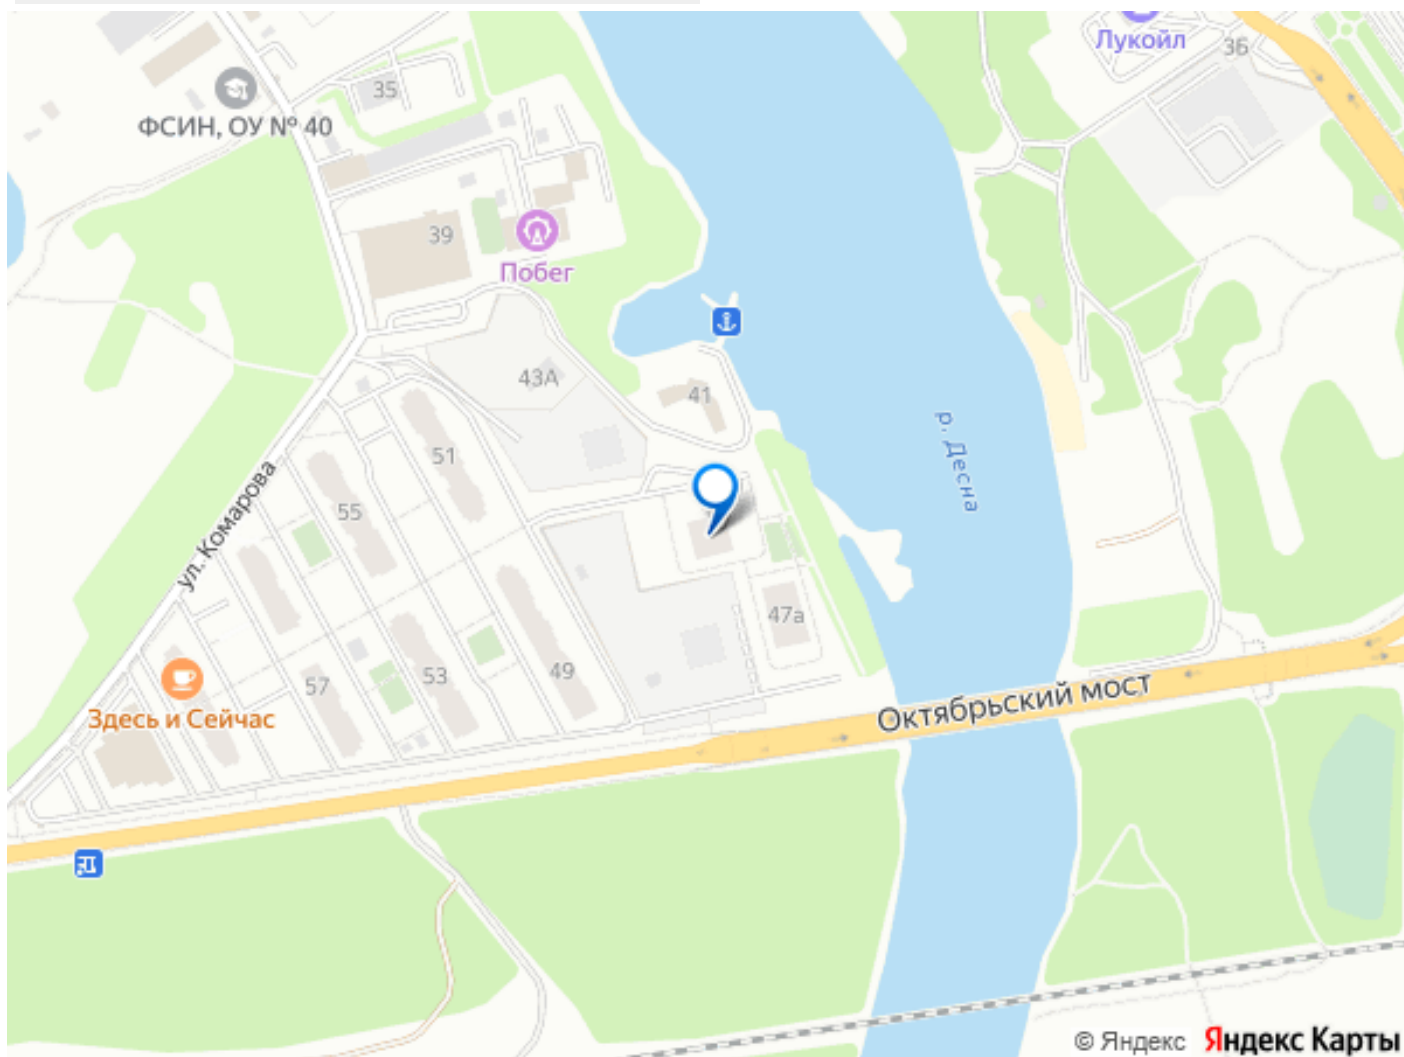 Лукойл
36
35
ФСИН, ОУ № 40
39
Побег
43А
41
р. Десна
51
55
ул. Комарова
47а
49
53
57
Здесь и Сейчас
Октябрьский мост
© Яндекс Яндекс Карты